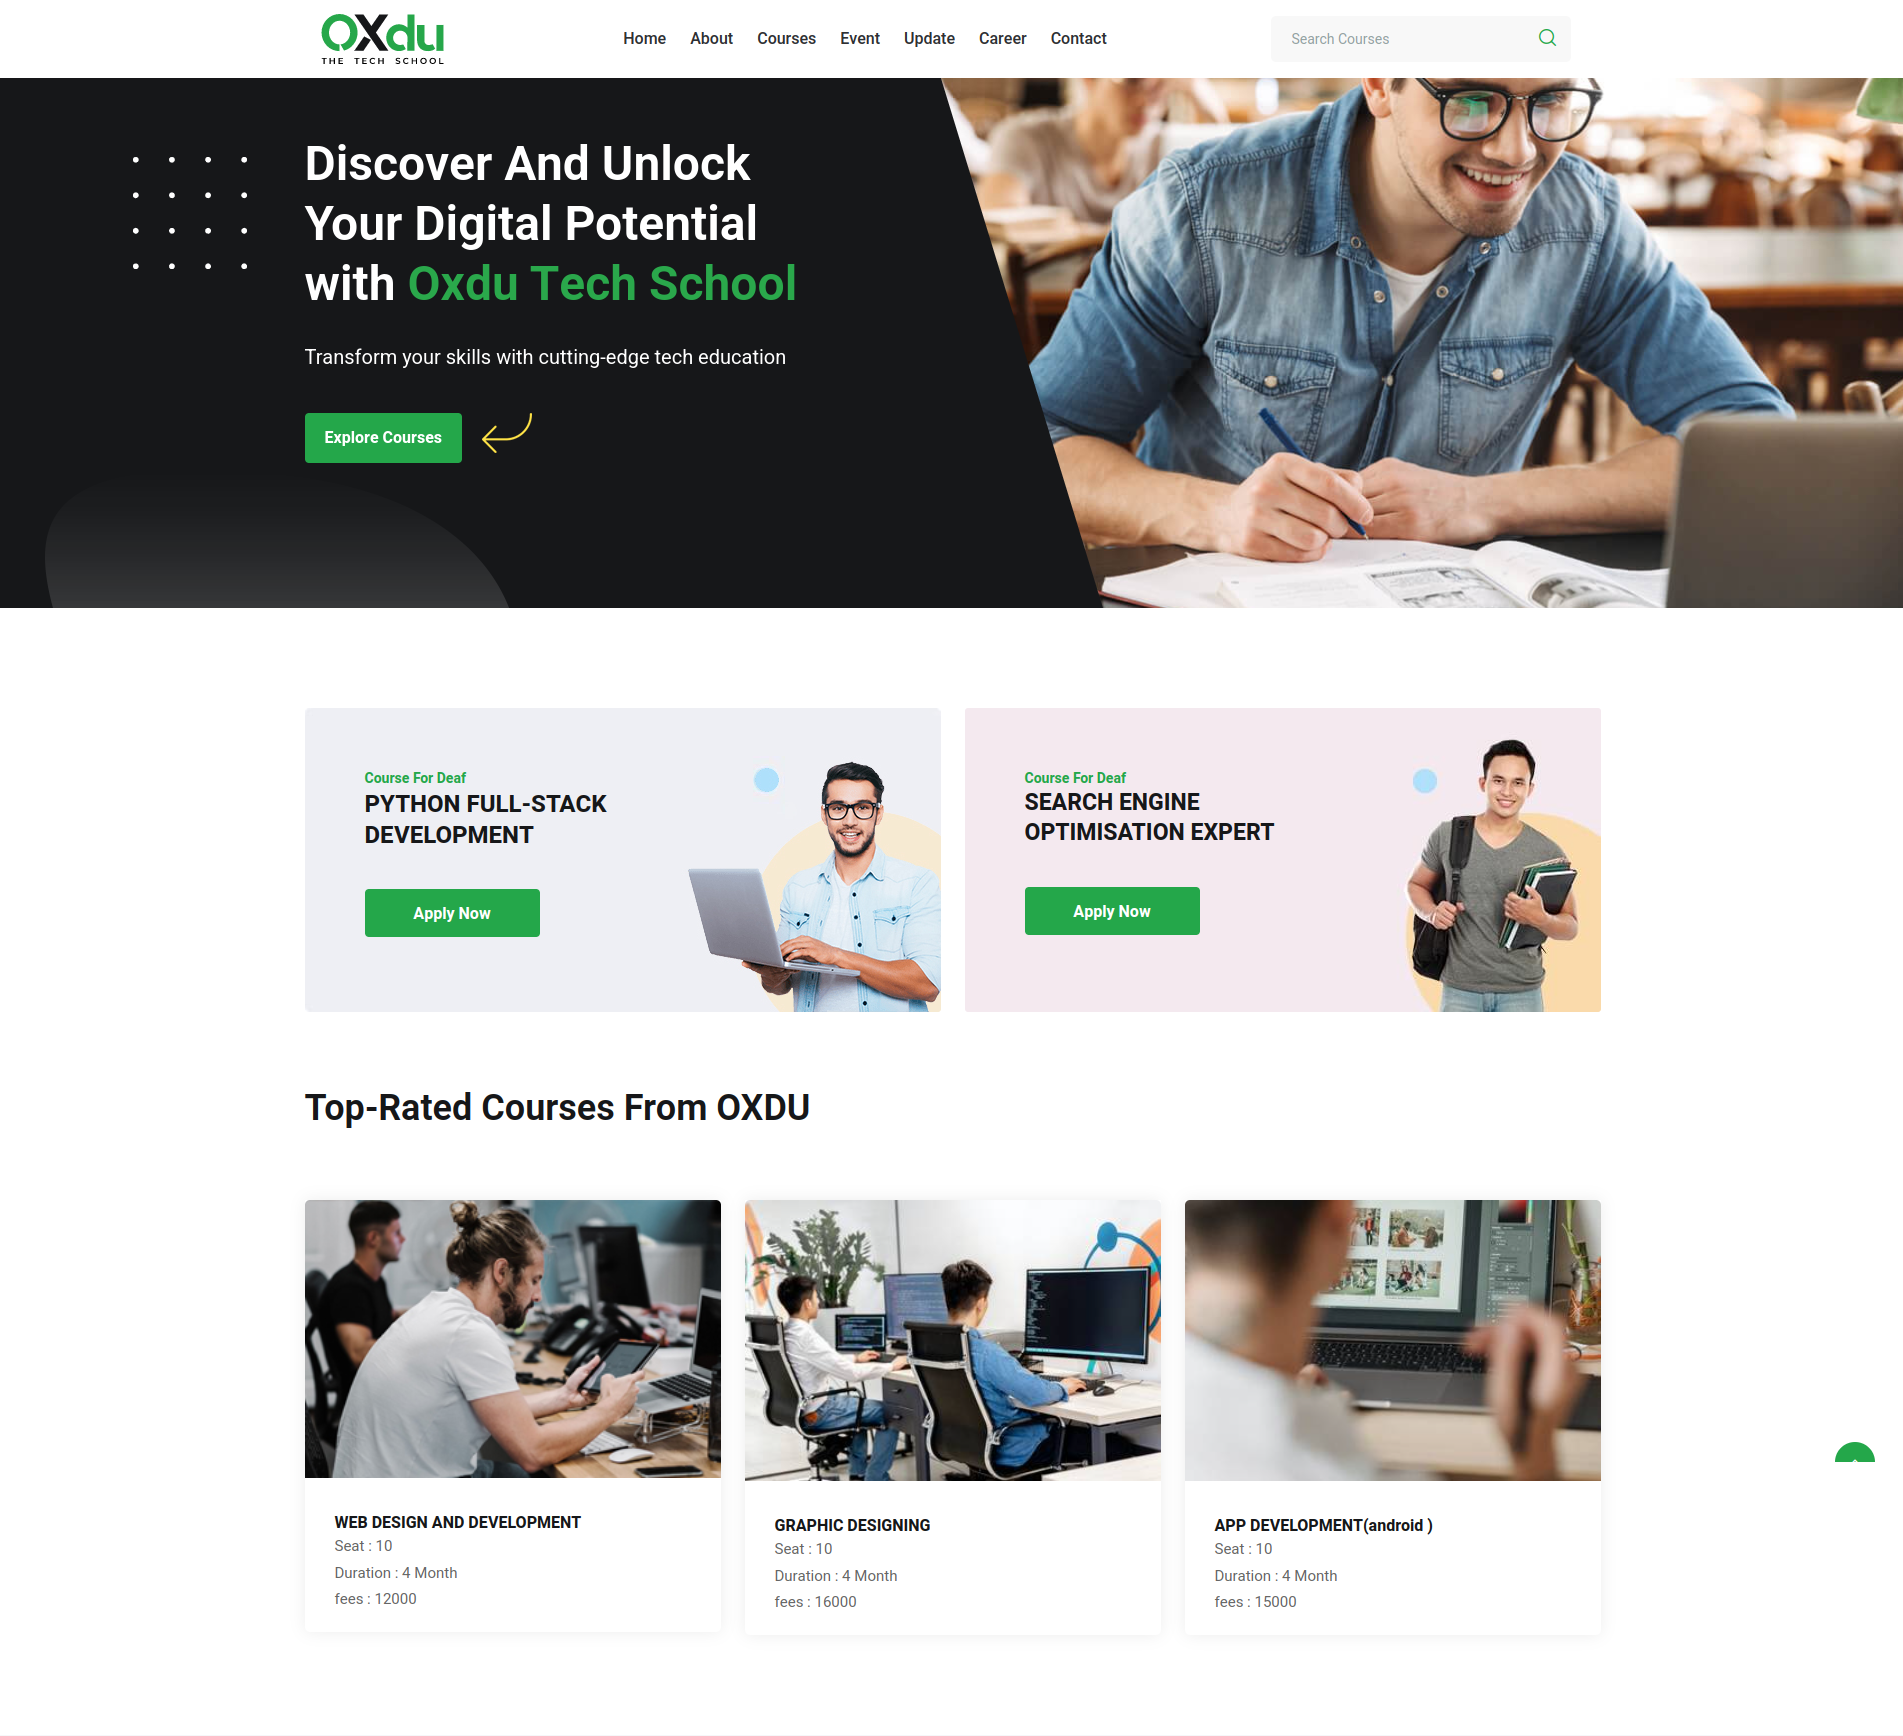 OXdu
THE TECH SCHOOL
Home About Courses Event Update Career Contact
Search Courses
Discover And Unlock
Your Digital Potential
with Oxdu Tech School
Transform your skills with cutting-edge tech education
Explore Courses
Course For Deaf
PYTHON FULL-STACK
DEVELOPMENT
Apply Now
Course For Deaf
SEARCH ENGINE
OPTIMISATION EXPERT
Apply Now
Top-Rated Courses From OXDU
WEB DESIGN AND DEVELOPMENT
Seat : 10
Duration : 4 Month
fees : 12000
GRAPHIC DESIGNING
Seat : 10
Duration : 4 Month
fees : 16000
APP DEVELOPMENT(android )
Seat : 10
Duration : 4 Month
fees : 15000